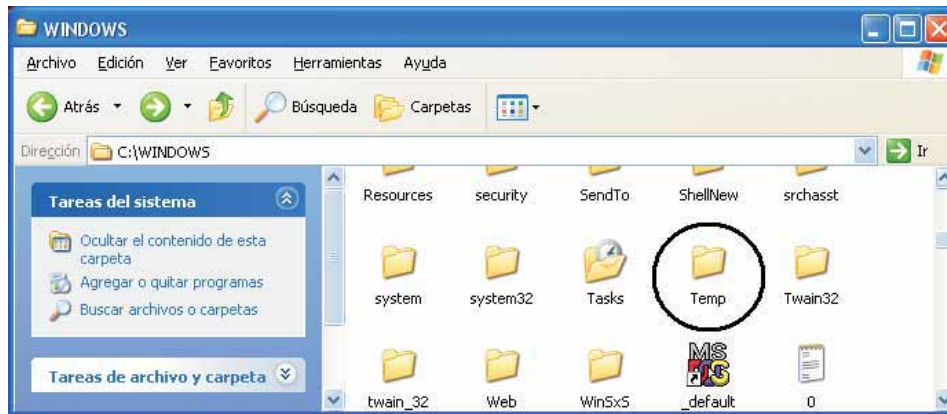 WINDOWS
Archivo Edición Ver Favoritos Herramientas Ayuda
Atrás Búsqueda Carpetas
Dirección C:\WINDOWS Ir
Tareas del sistema
Ocultar el contenido de esta
carpeta
Agregar o quitar programas
Buscar archivos o carpetas
Tareas de archivo y carpeta
Resources security SendTo ShellNew srchasst
system system32 Tasks Temp Twain32
MS
DOS
twain_32 Web WinSxS _default 0